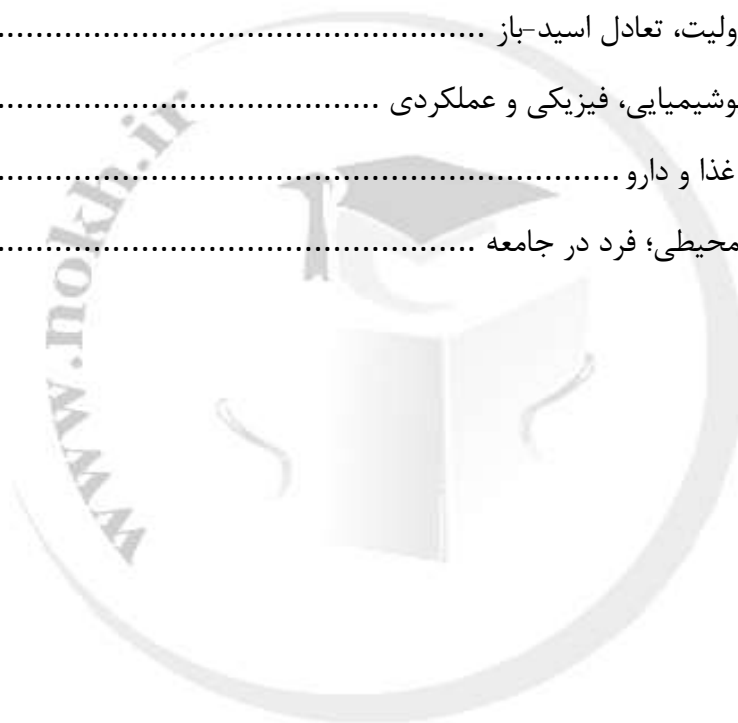 ولیت، تعادل اسید-باز ................................................
وشیمیایی، فیزیکی و عملکردی ....................................
غذا و دارو ............................................................
محیطی؛ فرد در جامعه ..............................................
www.nokh.ir